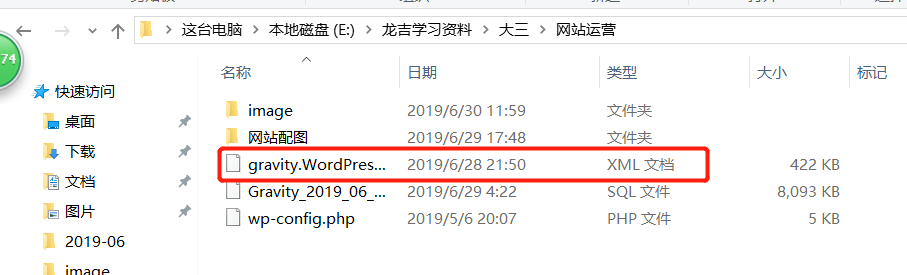 74
这台电脑 > 本地磁盘 (E:) > 龙吉学习资料 > 大三 > 网站运营
名称 日期 类型 大小 标记
快速访问
桌面
下载
文档
图片
2019-06
image
image 2019/6/30 11:59 文件夹
网站配图 2019/6/29 17:48 文件夹
gravity.WordPres... 2019/6/28 21:50 XML 文档 422 KB
Gravity_2019_06_... 2019/6/29 4:22 SQL 文件 8,093 KB
wp-config.php 2019/5/6 20:07 PHP 文件 5 KB